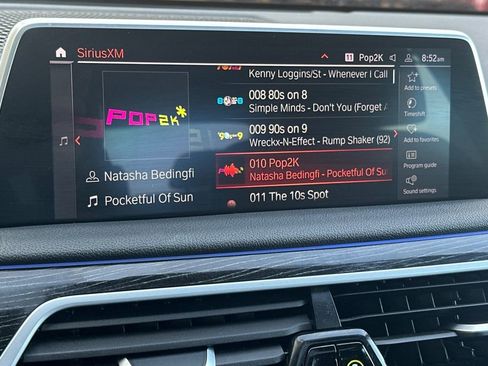 SiriusXM
11 Pop2K
8:52am
POP2K
Natasha Bedingfi
Pocketful Of Sun
Kenny Loggins/St - Whenever I Call
008 80s on 8
Simple Minds - Don't You (Forget
009 90s on 9
Wreckx-N-Effect - Rump Shaker (92)
010 Pop2K
Natasha Bedingfi - Pocketful Of Su
011 The 10s Spot
Add to presets
Timeshift
Add to favorites
Program guide
Sound settings